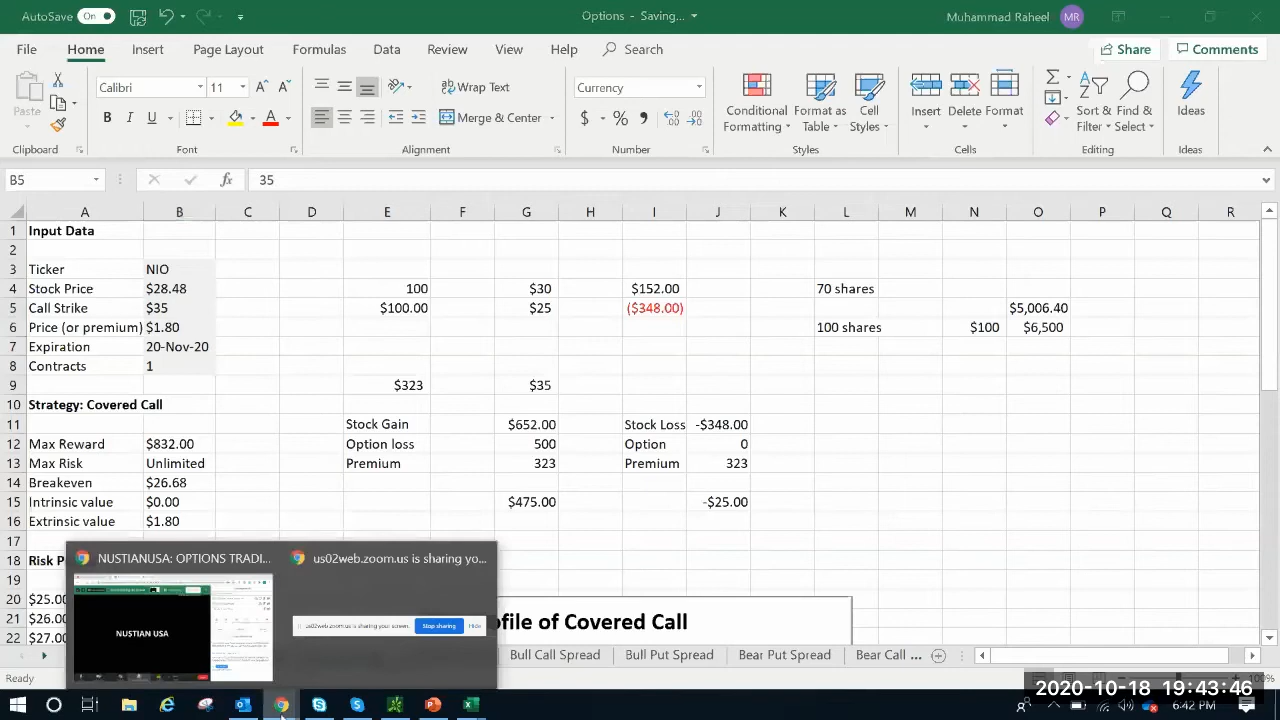 AutoSave On
Options - Saving...
Muhammad Raheel MR
File Home Insert Page Layout Formulas Data Review View Help Search Share Comments
Calibri 11 Wrap Text Currency
Paste B I U A Merge & Center $ % Conditional Formatting Format as Table Cell Styles Insert Delete Format Sort & Filter Find & Select Ideas
Clipboard Font Alignment Number Styles Cells Editing Ideas
B5 fx 35
A B C D E F G H I J K L M N O P Q R
1 Input Data
2
3 Ticker NIO
4 Stock Price $28.48 100 $30 $152.00 70 shares
5 Call Strike $35 $100.00 $25 ($348.00) $5,006.40
6 Price (or premium) $1.80 100 shares $100 $6,500
7 Expiration 20-Nov-20
8 Contracts 1
9 $323 $35
10 Strategy: Covered Call
11 Stock Gain $652.00 Stock Loss -$348.00
12 Max Reward $832.00 Option loss 500 Option 0
13 Max Risk Unlimited Premium 323 Premium 323
14 Breakeven $26.68
15 Intrinsic value $0.00 $475.00 -$25.00
16 Extrinsic value $1.80
17
18 Risk P
19
20 $25.0
21 $26.0
22 $27.0
NUSTIANUSA: OPTIONS TRADI... us02web.zoom.us is sharing yo...
NUSTIAN USA
us02web.zoom.us is sharing your screen. Stop sharing Hide
ofile of Covered Call
Bull Call Spread Bull Put Spread Bear Put Spread Bear Call ...
Ready 100%
2020-10-18 19:43:46
6:42 PM